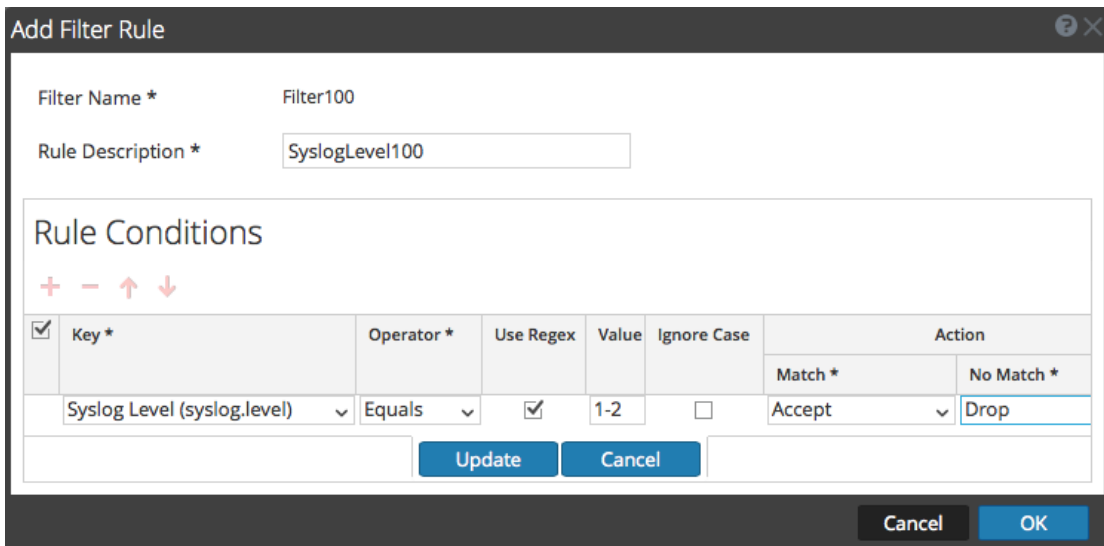 Add Filter Rule
Filter Name * Filter100
Rule Description * SyslogLevel100
Rule Conditions
Key * Operator * Use Regex Value Ignore Case Action
Match * No Match *
Syslog Level (syslog.level) Equals 1-2 Accept Drop
Update Cancel
Cancel OK